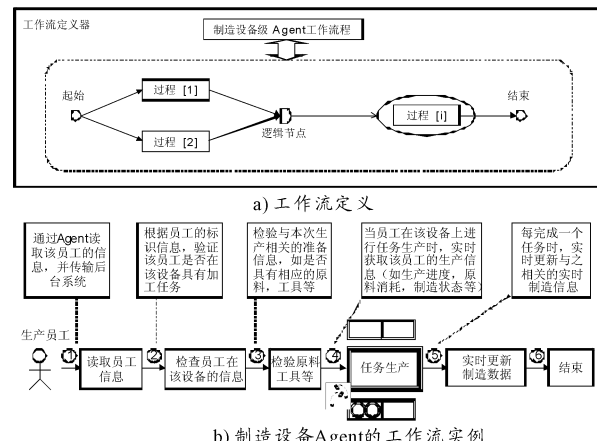 工作流定义器
制造设备级 Agent工作流程
起始
过程 [1]
过程 [2]
逻辑节点
过程 [i]
结束
a) 工作流定义
通过Agent读
取该员工的信
息，并传输后
台系统
根据员工的标
识信息，验证
该员工是否在
该设备具有加
工任务
检验与本次生
产相关的准备
信息，如是否
具有相应的原
料，工具等
当员工在该设备上进
行任务生产时，实时
获取该员工的生产信
息（如生产进度，原
料消耗，制造状态等）
每完成一个
任务时，实时
更新与之
相关的实时
制造信息
生产员工
① ② ③ ④ ⑤ ⑥
读取员工
信息
检查员工在
该设备的信息
检验原料
工具等
任务生产
实时更新
制造数据
结束
b) 制造设备Agent的工作流实例